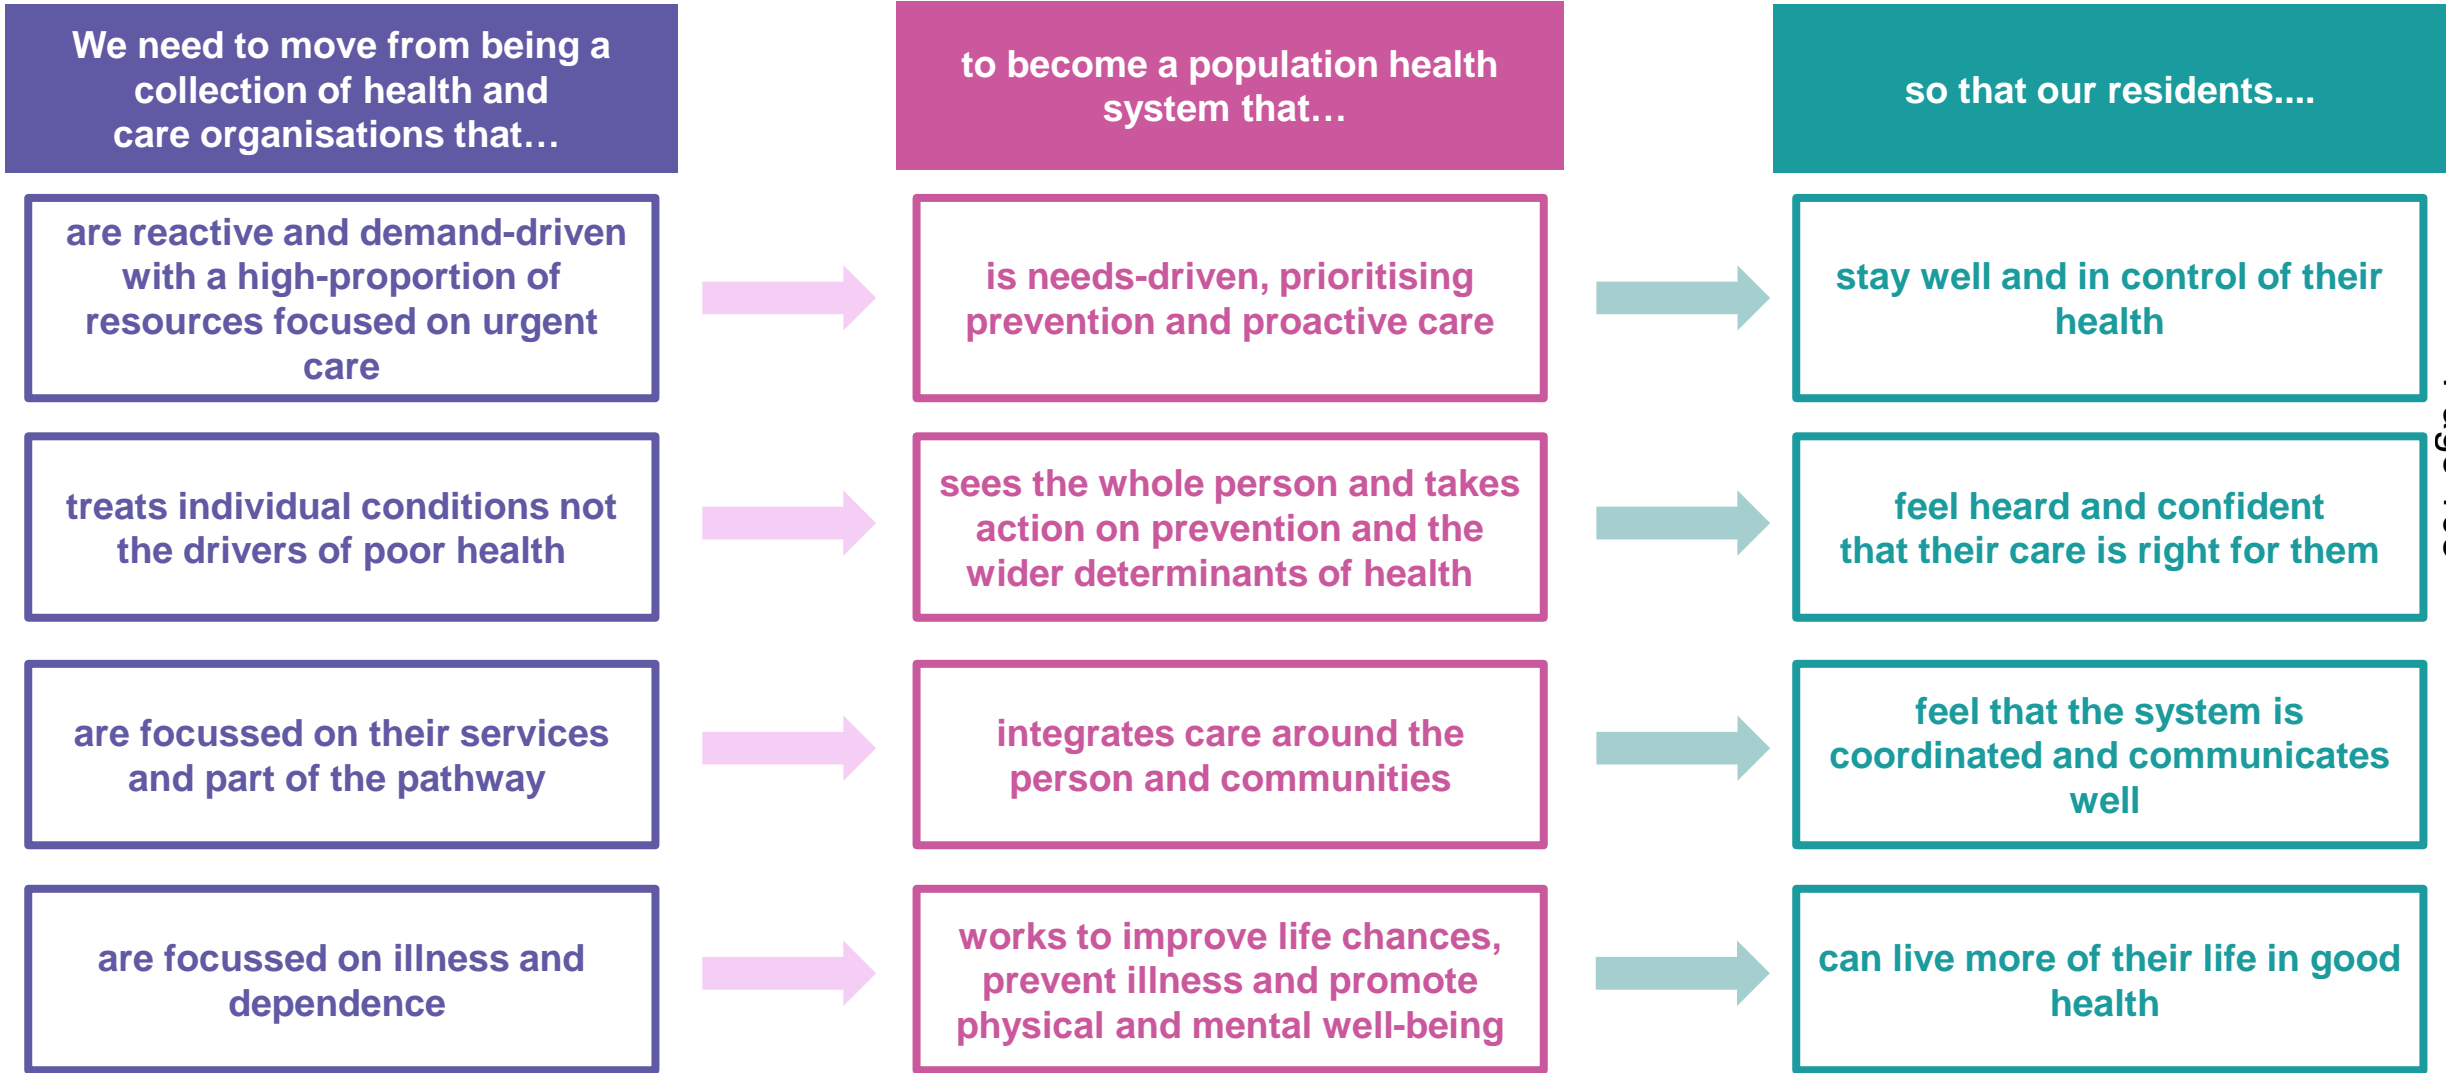 We need to move from being a
collection of health and
care organisations that…
to become a population health
system that…
so that our residents....
are reactive and demand-driven
with a high-proportion of
resources focused on urgent
care
is needs-driven, prioritising
prevention and proactive care
stay well and in control of their
health
treats individual conditions not
the drivers of poor health
sees the whole person and takes
action on prevention and the
wider determinants of health
feel heard and confident
that their care is right for them
are focussed on their services
and part of the pathway
integrates care around the
person and communities
feel that the system is
coordinated and communicates
well
are focussed on illness and
dependence
works to improve life chances,
prevent illness and promote
physical and mental well-being
can live more of their life in good
health